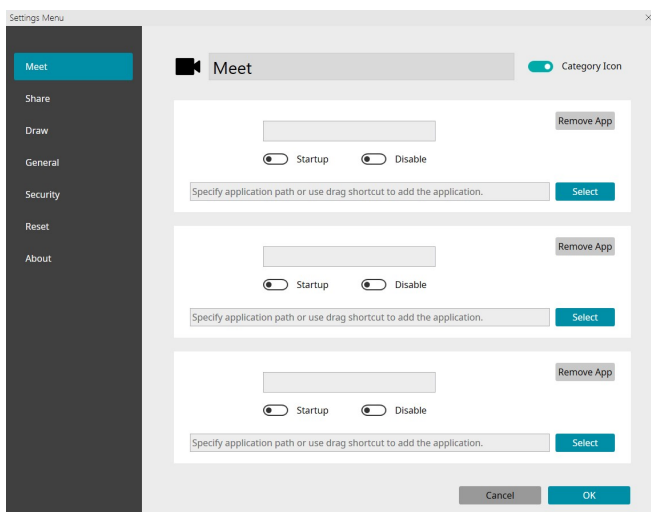 Settings Menu
Meet
Share
Draw
General
Security
Reset
About
Meet
Category Icon
Remove App
Startup Disable
Specify application path or use drag shortcut to add the application.
Select
Remove App
Startup Disable
Specify application path or use drag shortcut to add the application.
Select
Remove App
Startup Disable
Specify application path or use drag shortcut to add the application.
Select
Cancel OK